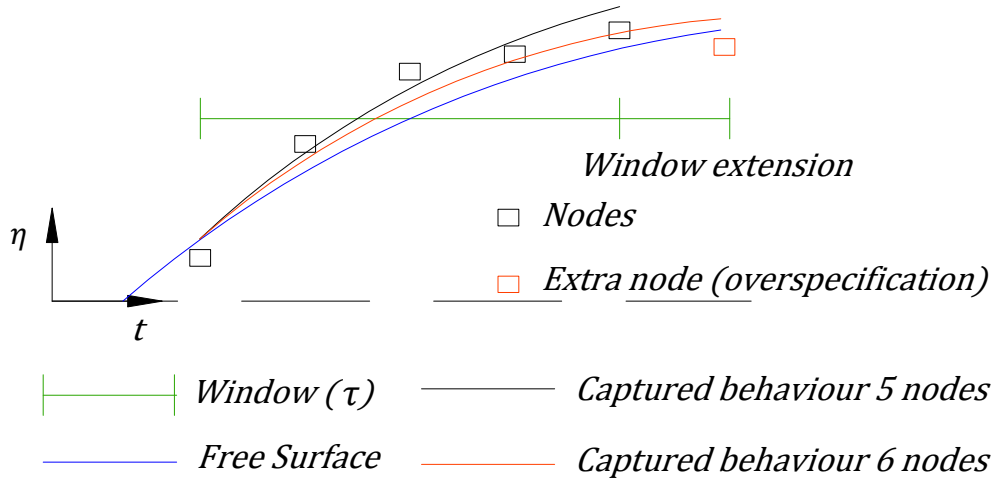 Window extension
η
Nodes
Extra node (overspecification)
t
Window (τ)
Captured behaviour 5 nodes
Free Surface
Captured behaviour 6 nodes